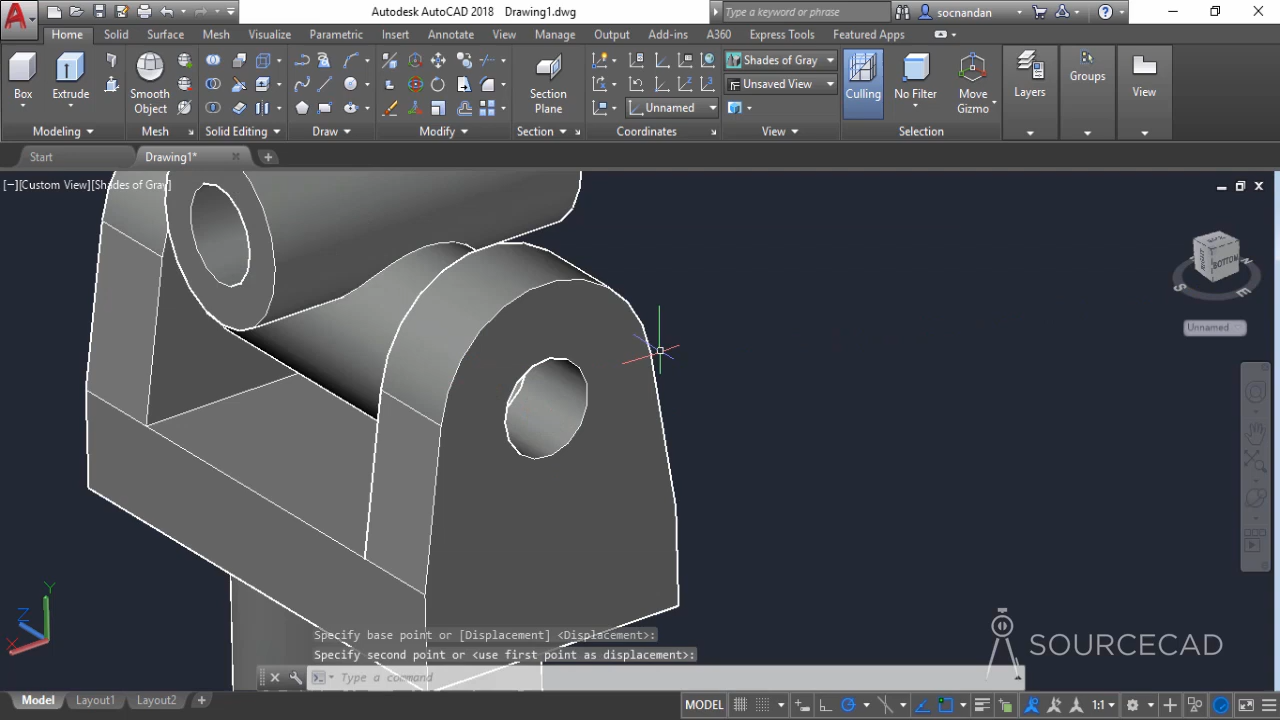 Autodesk AutoCAD 2018 Drawing1.dwg
Type a keyword or phrase
socnandan
Home Solid Surface Mesh Visualize Parametric Insert Annotate View Manage Output Add-ins A360 Express Tools Featured Apps
Box
Extrude
Smooth
Object
Section
Plane
Shades of Gray
Unsaved View
Unnamed
Culling
No Filter
Move
Gizmo
Layers
Groups
View
Modeling
Mesh
Solid Editing
Draw
Modify
Section
Coordinates
View
Selection
Start
Drawing1*
[−][Custom View][Shades of Gray]
BOTTOM
N
S
E
Unnamed
Y
Z
X
Specify base point or [Displacement] <Displacement>:
Specify second point or <use first point as displacement>:
Type a command
SOURCECAD
Model Layout1 Layout2
MODEL
1:1